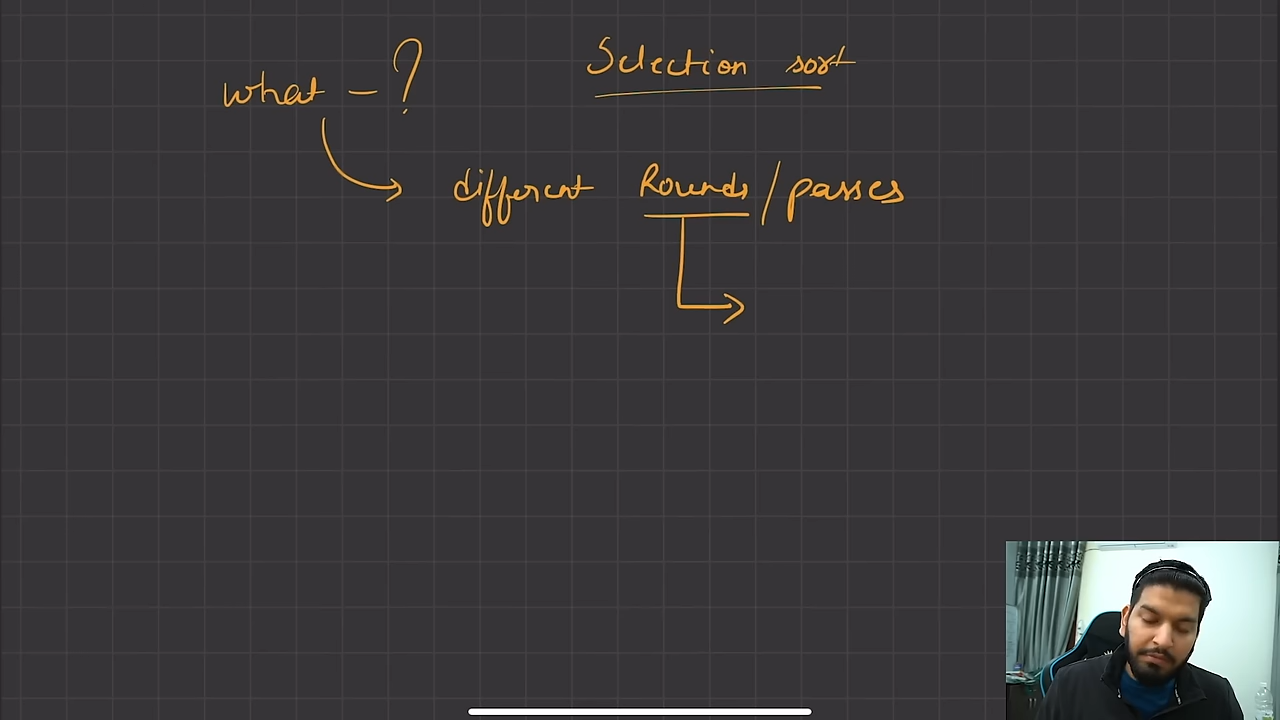 Selection sort
what - ?
different Rounds / passes